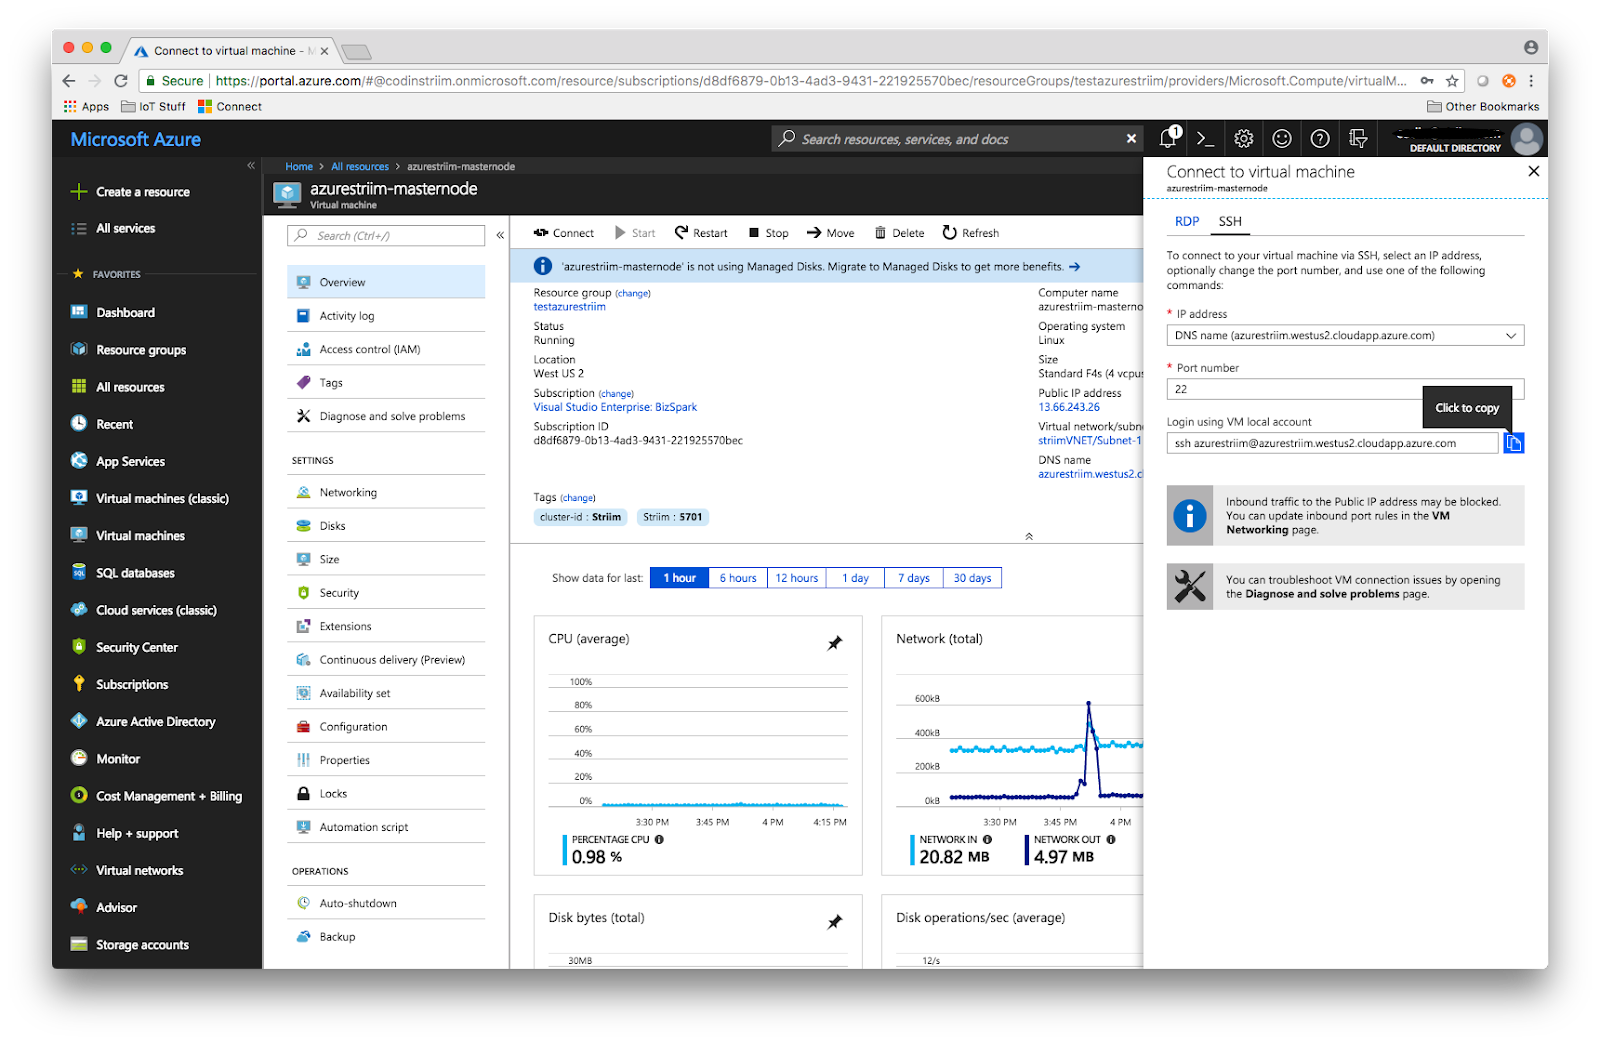 Connect to virtual machine - M
Secure https://portal.azure.com/#@codinstriim.onmicrosoft.com/resource/subscriptions/d8df6879-0b13-4ad3-9431-221925570bec/resourceGroups/testazurestriim/providers/Microsoft.Compute/virtualM...
Apps IoT Stuff Connect Other Bookmarks
Microsoft Azure
Search resources, services, and docs
1
DEFAULT DIRECTORY
Create a resource
All services
FAVORITES
Dashboard
Resource groups
All resources
Recent
App Services
Virtual machines (classic)
Virtual machines
SQL databases
Cloud services (classic)
Security Center
Subscriptions
Azure Active Directory
Monitor
Cost Management + Billing
Help + support
Virtual networks
Advisor
Storage accounts
Home > All resources > azurestriim-masternode
azurestriim-masternode
Virtual machine
Search (Ctrl+/)
Overview
Activity log
Access control (IAM)
Tags
Diagnose and solve problems
SETTINGS
Networking
Disks
Size
Security
Extensions
Continuous delivery (Preview)
Availability set
Configuration
Properties
Locks
Automation script
OPERATIONS
Auto-shutdown
Backup
Connect Start Restart Stop Move Delete Refresh
'azurestriim-masternode' is not using Managed Disks. Migrate to Managed Disks to get more benefits. →
Resource group (change)
testazurestriim
Status
Running
Location
West US 2
Subscription (change)
Visual Studio Enterprise: BizSpark
Subscription ID
d8df6879-0b13-4ad3-9431-221925570bec
Computer name
azurestriim-masterno
Operating system
Linux
Size
Standard F4s (4 vcpus
Public IP address
13.66.243.26
Virtual network/subn
striimVNET/Subnet-1
DNS name
azurestriim.westus2.cl
Tags (change)
cluster-id : Striim Striim : 5701
Show data for last: 1 hour 6 hours 12 hours 1 day 7 days 30 days
CPU (average)
100%
80%
60%
40%
20%
0%
3:30 PM 3:45 PM 4 PM 4:15 PM
PERCENTAGE CPU
0.98 %
Network (total)
600kB
400kB
200kB
0kB
3:30 PM 3:45 PM 4 PM
NETWORK IN NETWORK OUT
20.82 MB 4.97 MB
Disk bytes (total)
30MB
Disk operations/sec (average)
12/s
Connect to virtual machine
azurestriim-masternode
RDP SSH
To connect to your virtual machine via SSH, select an IP address,
optionally change the port number, and use one of the following
commands:
* IP address
DNS name (azurestriim.westus2.cloudapp.azure.com)
* Port number
22
Click to copy
Login using VM local account
ssh azurestriim@azurestriim.westus2.cloudapp.azure.com
Inbound traffic to the Public IP address may be blocked.
You can update inbound port rules in the VM
Networking page.
You can troubleshoot VM connection issues by opening
the Diagnose and solve problems page.